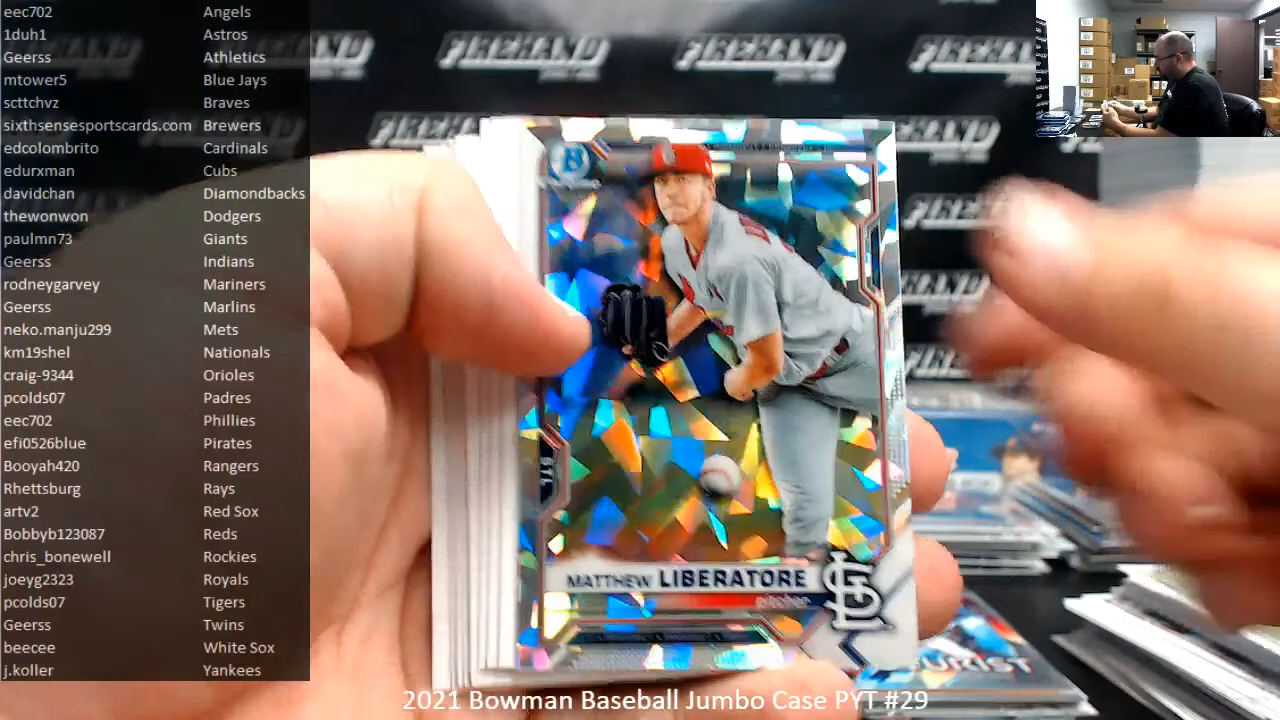 eec702 Angels
1duh1 Astros
Geerss Athletics
mtower5 Blue Jays
scttchvz Braves
sixthsensesportscards.com Brewers
edcolombrito Cardinals
edurxman Cubs
davidchan Diamondbacks
thewonwon Dodgers
paulmn73 Giants
Geerss Indians
rodneygarvey Mariners
Geerss Marlins
neko.manju299 Mets
km19shel Nationals
craig-9344 Orioles
pcolds07 Padres
eec702 Phillies
efi0526blue Pirates
Booyah420 Rangers
Rhettsburg Rays
artv2 Red Sox
Bobbyb123087 Reds
chris_bonewell Rockies
joeyg2323 Royals
pcolds07 Tigers
Geerss Twins
beecee White Sox
j.koller Yankees
FIREHAND FIREHAND
FIREHAND
B
MATTHEW LIBERATORE
pitcher
STL
2021 Bowman Baseball Jumbo Case PYT #29